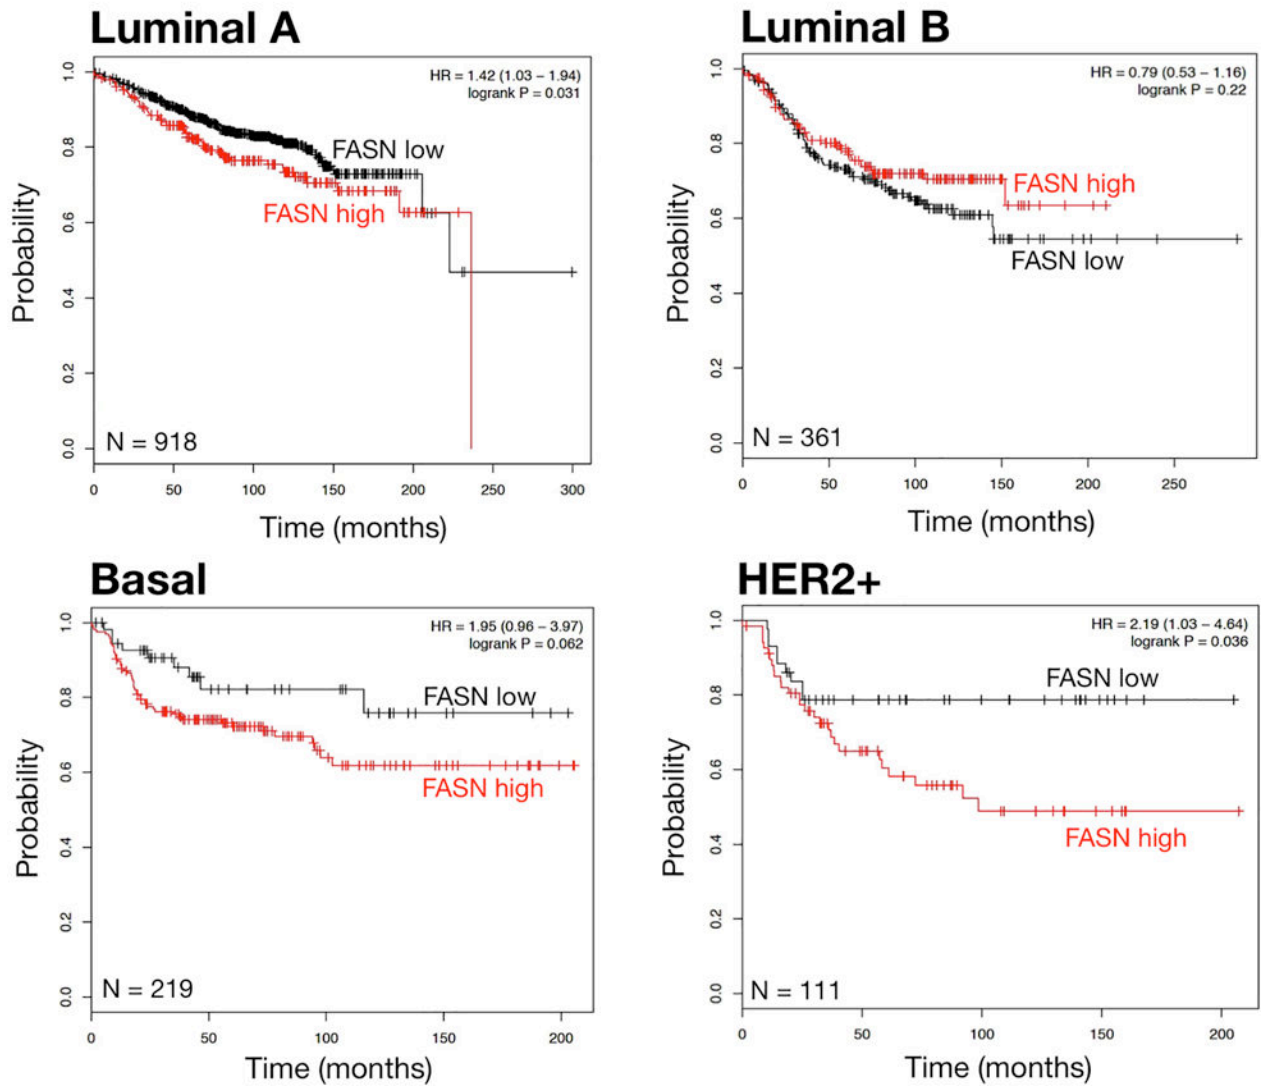 Luminal A
HR = 1.42 (1.03 – 1.94)
logrank P = 0.031
FASN low
FASN high
N = 918
Probability
0.0
0.2
0.4
0.6
0.8
1.0
0 50 100 150 200 250 300
Time (months)
Luminal B
HR = 0.79 (0.53 – 1.16)
logrank P = 0.22
FASN high
FASN low
N = 361
Probability
0.0
0.2
0.4
0.6
0.8
1.0
0 50 100 150 200 250
Time (months)
Basal
HR = 1.95 (0.96 – 3.97)
logrank P = 0.062
FASN low
FASN high
N = 219
Probability
0.0
0.2
0.4
0.6
0.8
1.0
0 50 100 150 200
Time (months)
HER2+
HR = 2.19 (1.03 – 4.64)
logrank P = 0.036
FASN low
FASN high
N = 111
Probability
0.0
0.2
0.4
0.6
0.8
1.0
0 50 100 150 200
Time (months)